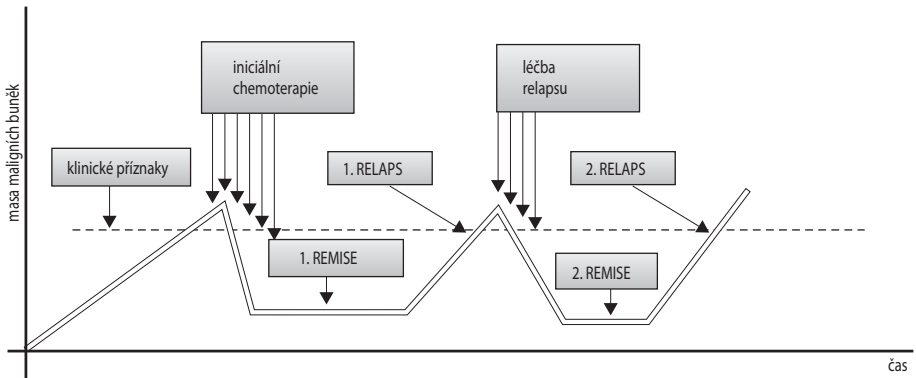 masa maligních buněk
iniciální
chemoterapie
léčba
relapsu
klinické příznaky
1. RELAPS
2. RELAPS
1. REMISE
2. REMISE
čas